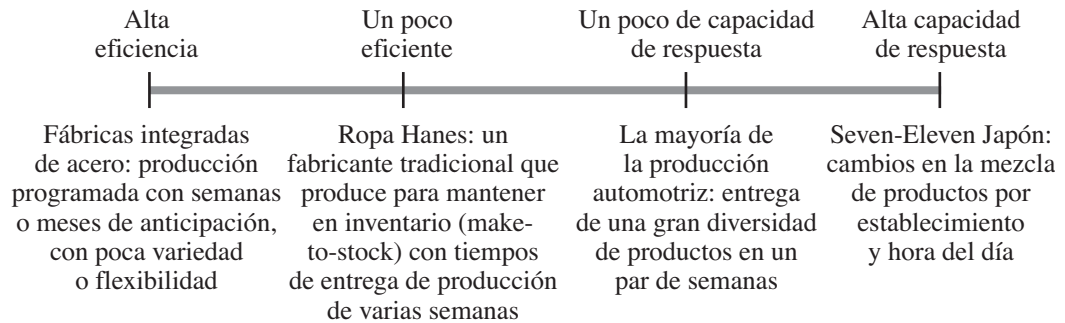 Alta
eficiencia
Un poco
eficiente
Un poco de capacidad
de respuesta
Alta capacidad
de respuesta
Fábricas integradas
de acero: producción
programada con semanas
o meses de anticipación,
con poca variedad
o flexibilidad
Ropa Hanes: un
fabricante tradicional que
produce para mantener
en inventario (make-
to-stock) con tiempos
de entrega de producción
de varias semanas
La mayoría de
la producción
automotriz: entrega
de una gran diversidad
de productos en un
par de semanas
Seven-Eleven Japón:
cambios en la mezcla
de productos por
establecimiento
y hora del día